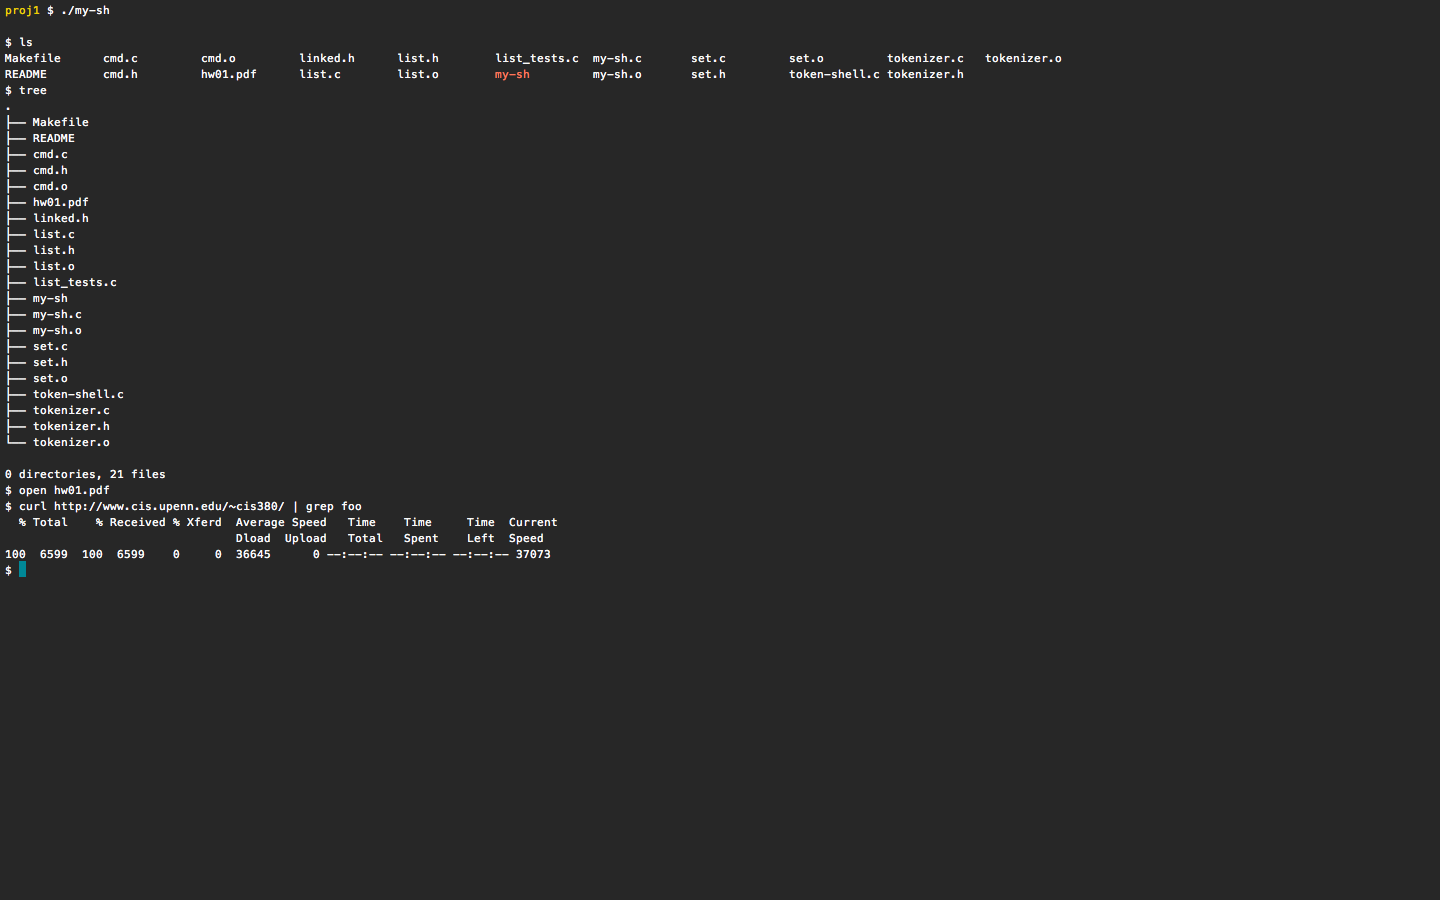 proj1 $ ./my-sh
$ ls
Makefile      cmd.c         cmd.o         linked.h      list.h        list_tests.c  my-sh.c       set.c         set.o         tokenizer.c   tokenizer.o
README        cmd.h         hw01.pdf      list.c        list.o        my-sh         my-sh.o       set.h         token-shell.c tokenizer.h
$ tree
.
├── Makefile
├── README
├── cmd.c
├── cmd.h
├── cmd.o
├── hw01.pdf
├── linked.h
├── list.c
├── list.h
├── list.o
├── list_tests.c
├── my-sh
├── my-sh.c
├── my-sh.o
├── set.c
├── set.h
├── set.o
├── token-shell.c
├── tokenizer.c
├── tokenizer.h
└── tokenizer.o
0 directories, 21 files
$ open hw01.pdf
$ curl http://www.cis.upenn.edu/~cis380/ | grep foo
  % Total    % Received % Xferd  Average Speed   Time    Time     Time  Current
                                 Dload  Upload   Total   Spent    Left  Speed
100  6599  100  6599    0     0  36645      0 --:--:-- --:--:-- --:--:-- 37073
$